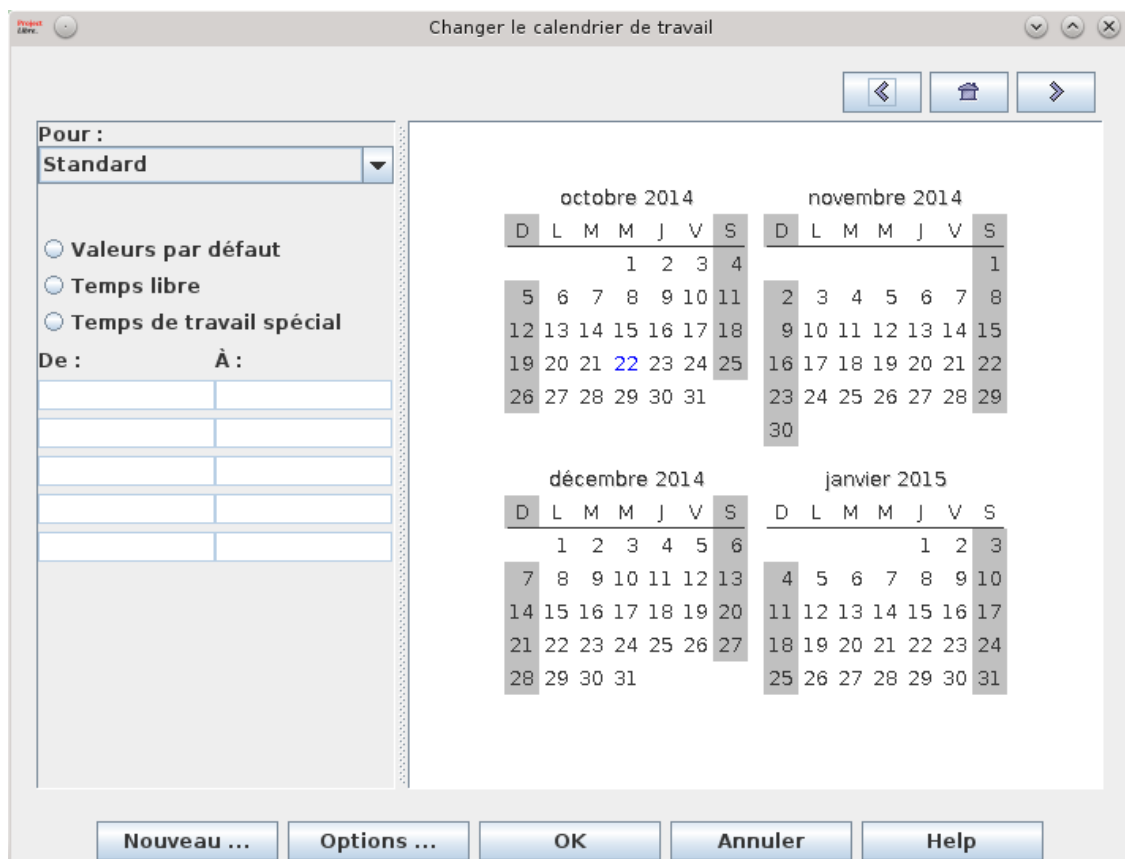 Project Libre.
Changer le calendrier de travail
Pour :
Standard
Valeurs par défaut
Temps libre
Temps de travail spécial
De : À :
octobre 2014
D L M M J V S
1 2 3 4
5 6 7 8 9 10 11
12 13 14 15 16 17 18
19 20 21 22 23 24 25
26 27 28 29 30 31
novembre 2014
D L M M J V S
1
2 3 4 5 6 7 8
9 10 11 12 13 14 15
16 17 18 19 20 21 22
23 24 25 26 27 28 29
30
décembre 2014
D L M M J V S
1 2 3 4 5 6
7 8 9 10 11 12 13
14 15 16 17 18 19 20
21 22 23 24 25 26 27
28 29 30 31
janvier 2015
D L M M J V S
1 2 3
4 5 6 7 8 9 10
11 12 13 14 15 16 17
18 19 20 21 22 23 24
25 26 27 28 29 30 31
Nouveau ... Options ... OK Annuler Help